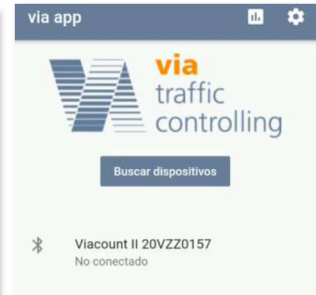 via app
via
traffic
controlling
Buscar dispositivos
Viacount II 20VZZ0157
No conectado